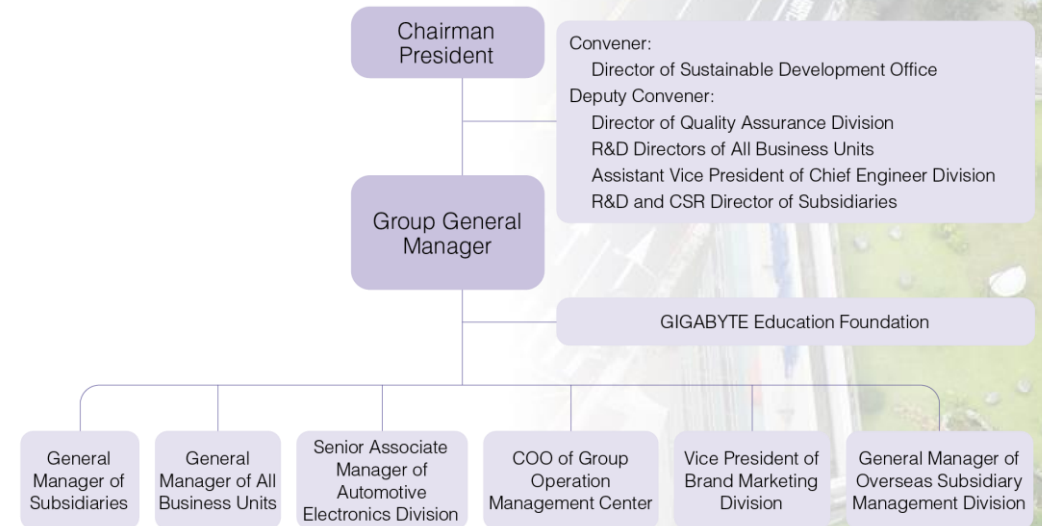 Chairman
President
Convener:
Director of Sustainable Development Office
Deputy Convener:
Director of Quality Assurance Division
R&D Directors of All Business Units
Assistant Vice President of Chief Engineer Division
R&D and CSR Director of Subsidiaries
Group General
Manager
GIGABYTE Education Foundation
General
Manager of
Subsidiaries
General
Manager of All
Business Units
Senior Associate
Manager of
Automotive
Electronics Division
COO of Group
Operation
Management Center
Vice President of
Brand Marketing
Division
General Manager of
Overseas Subsidiary
Management Division